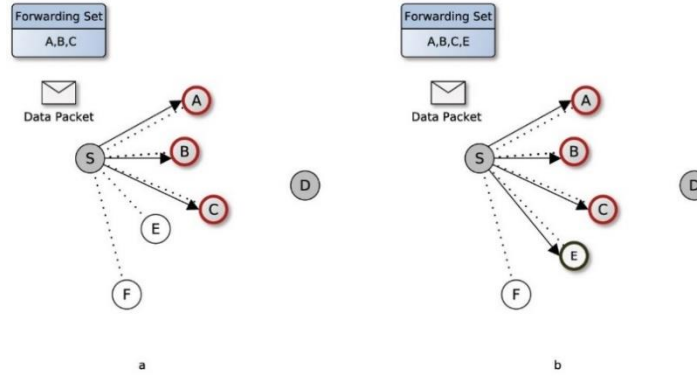 Forwarding Set
A,B,C
Data Packet
S
A
B
C
E
F
D
a
Forwarding Set
A,B,C,E
Data Packet
S
A
B
C
E
F
D
b